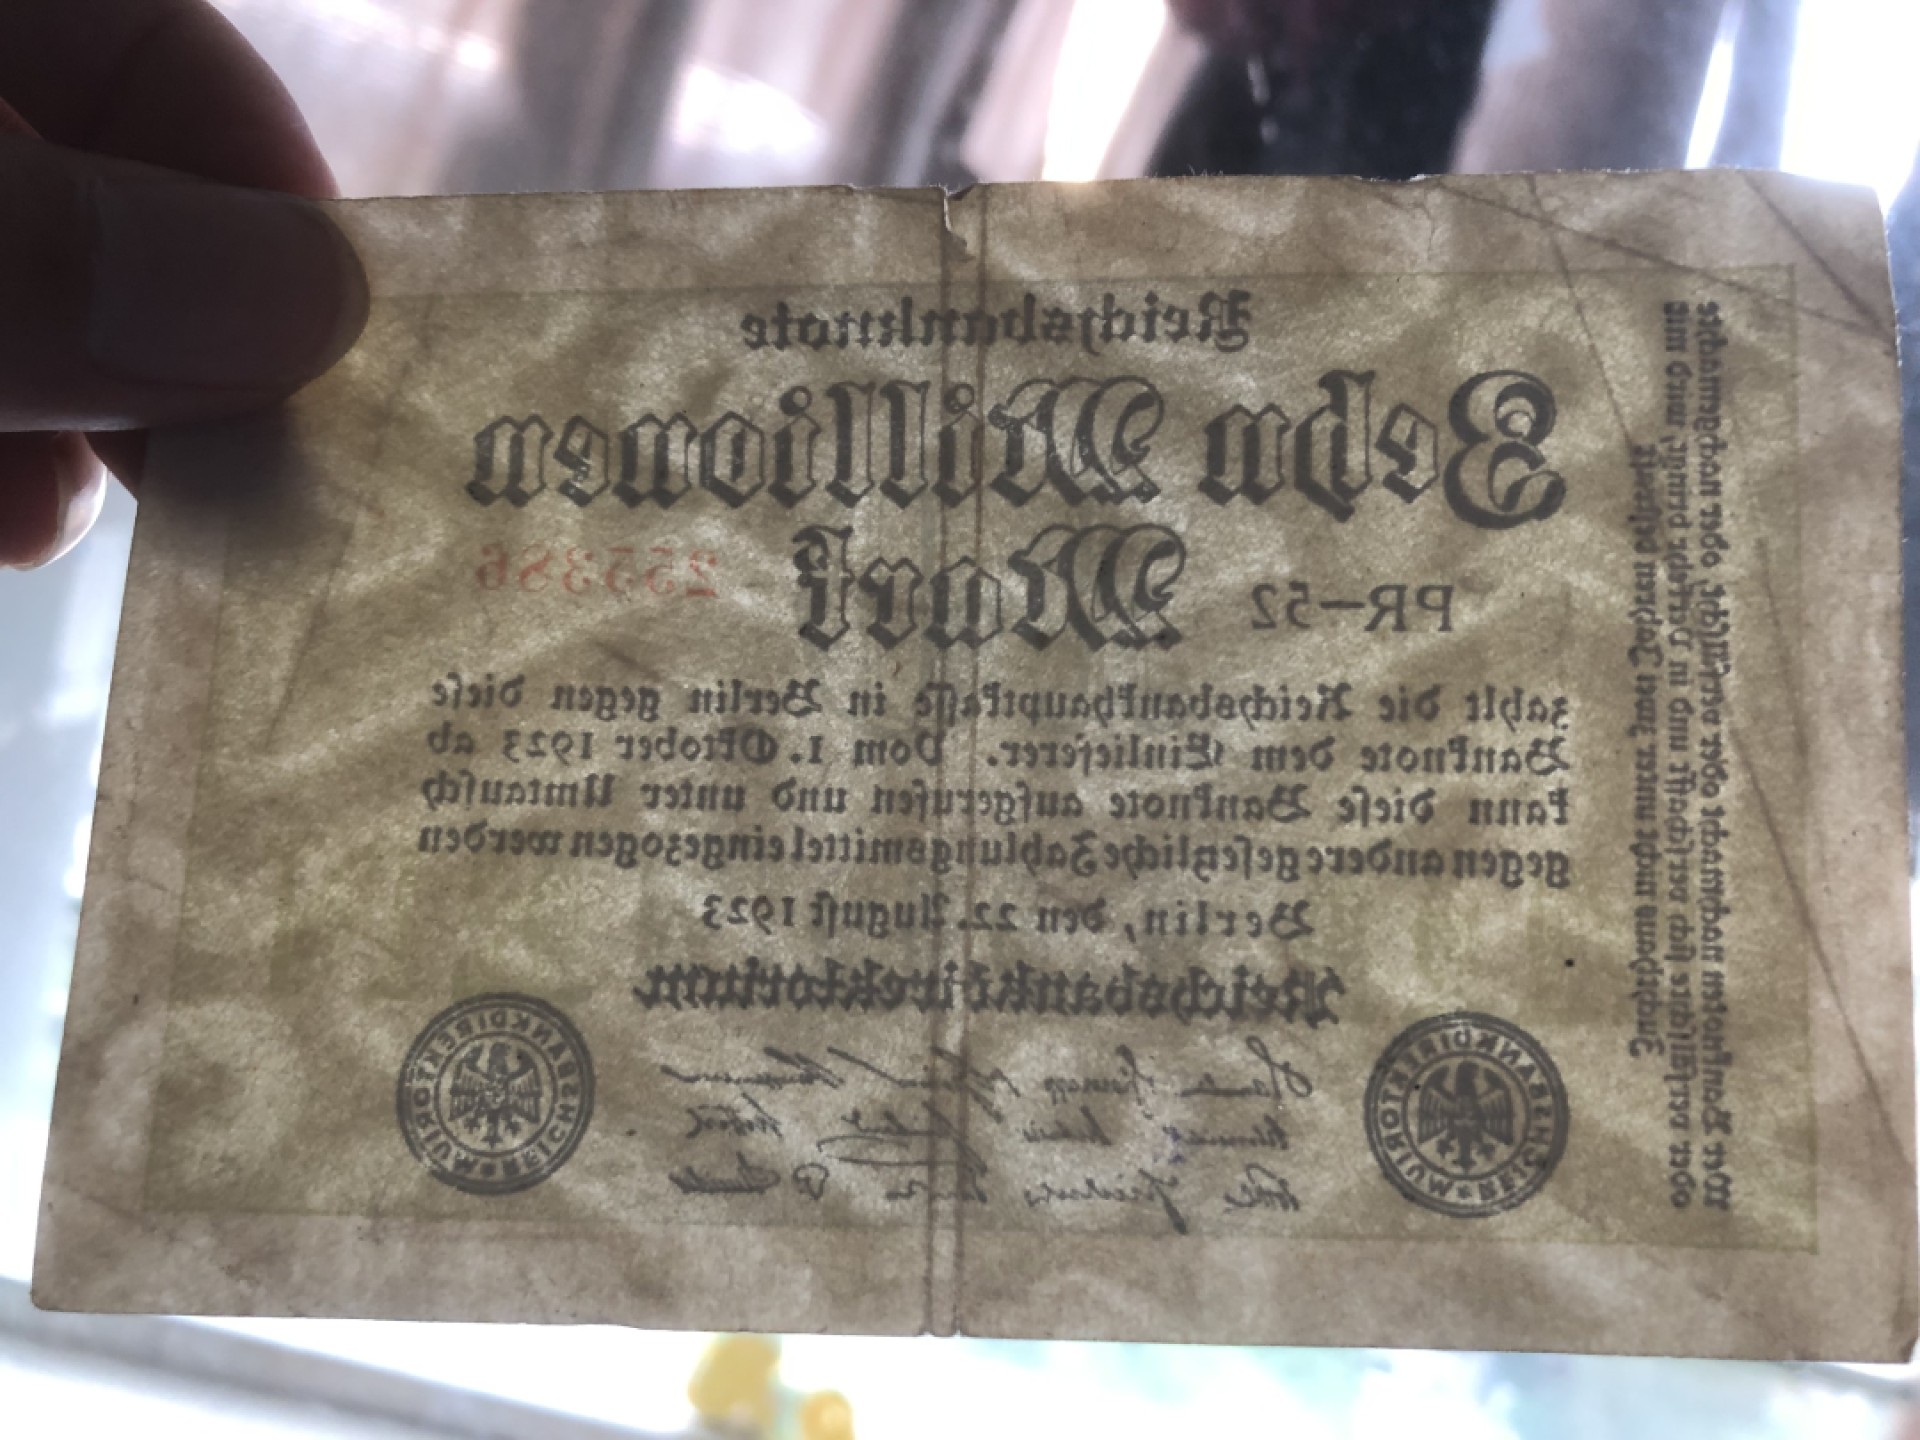 Reichsbanknote
Zehn Millionen
Mark
PR-52
255386
zahlt die Reichsbankhauptkasse in Berlin gegen diese
Banknote dem Einlieferer. Vom 1. Oktober 1923 ab
kann diese Banknote aufgerufen und unter Umtausch
gegen andere gesetzliche Zahlungsmittel eingezogen werden
Berlin, den 22. August 1923
Reichsbankdirektorium
REICHSBANKDIREKTORIUM
REICHSBANKDIREKTORIUM
Wer Banknoten nachmacht oder verfälscht, oder nachgemachte
oder verfälschte sich verschafft und in Verkehr bringt, wird mit
Zuchthaus nicht unter zwei Jahren bestraft